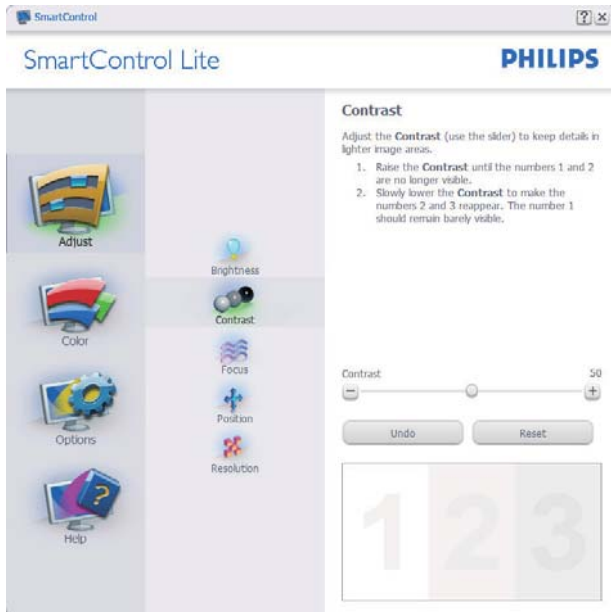 SmartControl
SmartControl Lite
PHILIPS
Adjust
Color
Options
Help
Brightness
Contrast
Focus
Position
Resolution
Contrast
Adjust the Contrast (use the slider) to keep details in
lighter image areas.
1. Raise the Contrast until the numbers 1 and 2
are no longer visible.
2. Slowly lower the Contrast to make the
numbers 2 and 3 reappear. The number 1
should remain barely visible.
Contrast 50
Undo Reset
1 2 3